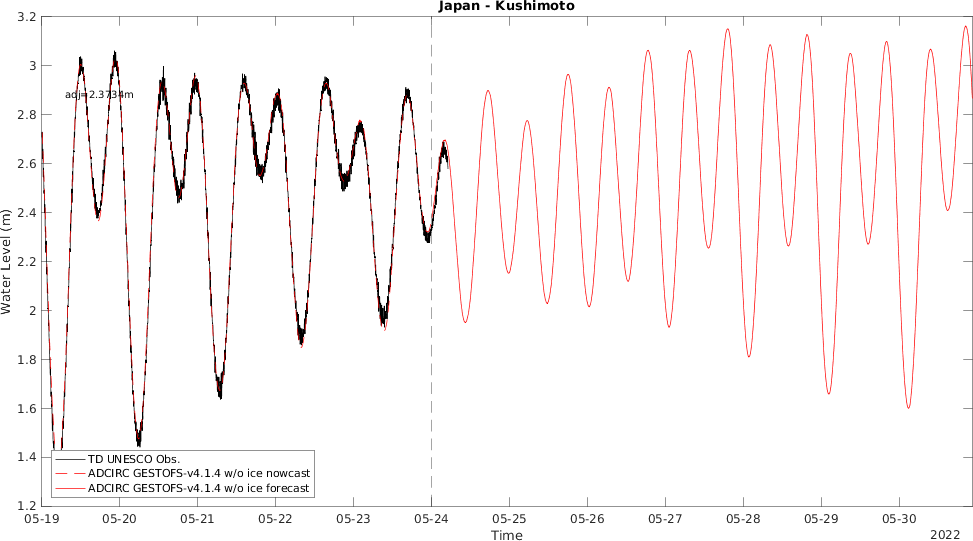 Japan - Kushimoto
3.2
3
2.8
2.6
2.4
2.2
2
1.8
1.6
1.4
1.2
Water Level (m)
adj=2.3734m
TD UNESCO Obs.
ADCIRC GESTOFS-v4.1.4 w/o ice nowcast
ADCIRC GESTOFS-v4.1.4 w/o ice forecast
05-19 05-20 05-21 05-22 05-23 05-24 05-25 05-26 05-27 05-28 05-29 05-30
Time
2022